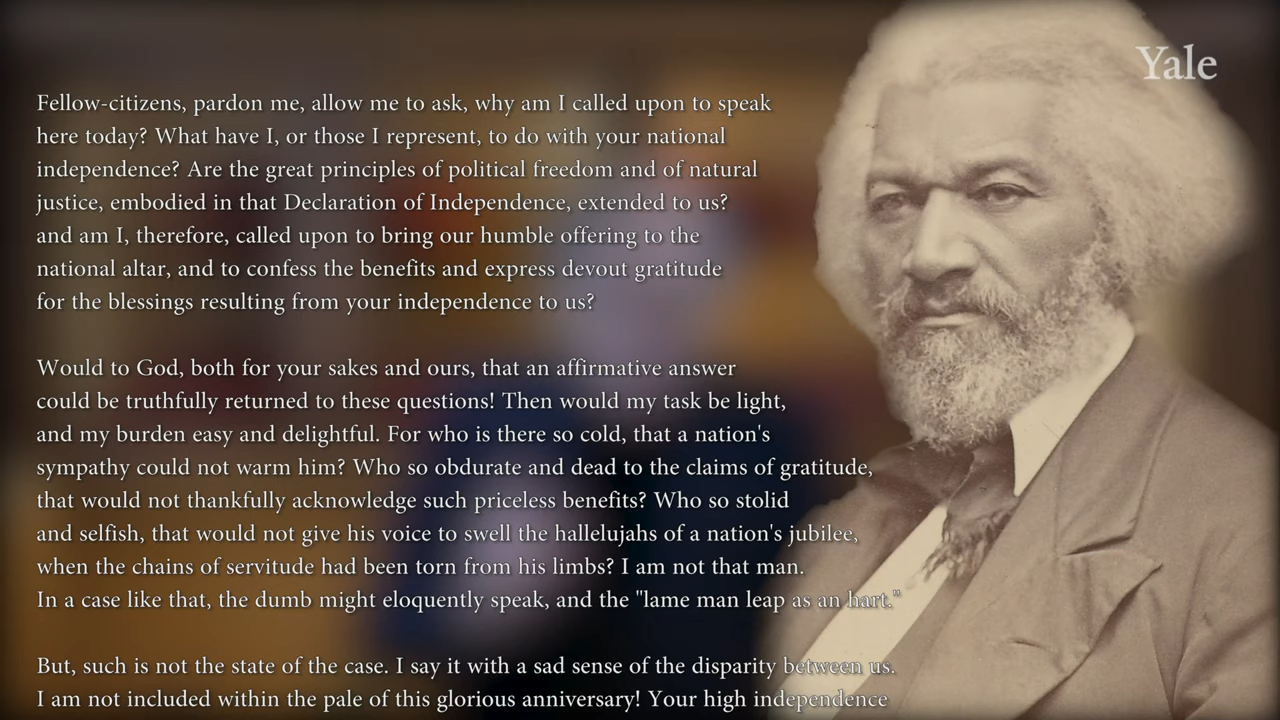 Yale
Fellow-citizens, pardon me, allow me to ask, why am I called upon to speak
here today? What have I, or those I represent, to do with your national
independence? Are the great principles of political freedom and of natural
justice, embodied in that Declaration of Independence, extended to us?
and am I, therefore, called upon to bring our humble offering to the
national altar, and to confess the benefits and express devout gratitude
for the blessings resulting from your independence to us?
Would to God, both for your sakes and ours, that an affirmative answer
could be truthfully returned to these questions! Then would my task be light,
and my burden easy and delightful. For who is there so cold, that a nation's
sympathy could not warm him? Who so obdurate and dead to the claims of gratitude,
that would not thankfully acknowledge such priceless benefits? Who so stolid
and selfish, that would not give his voice to swell the hallelujahs of a nation's jubilee,
when the chains of servitude had been torn from his limbs? I am not that man.
In a case like that, the dumb might eloquently speak, and the "lame man leap as an hart."
But, such is not the state of the case. I say it with a sad sense of the disparity between us.
I am not included within the pale of this glorious anniversary! Your high independence